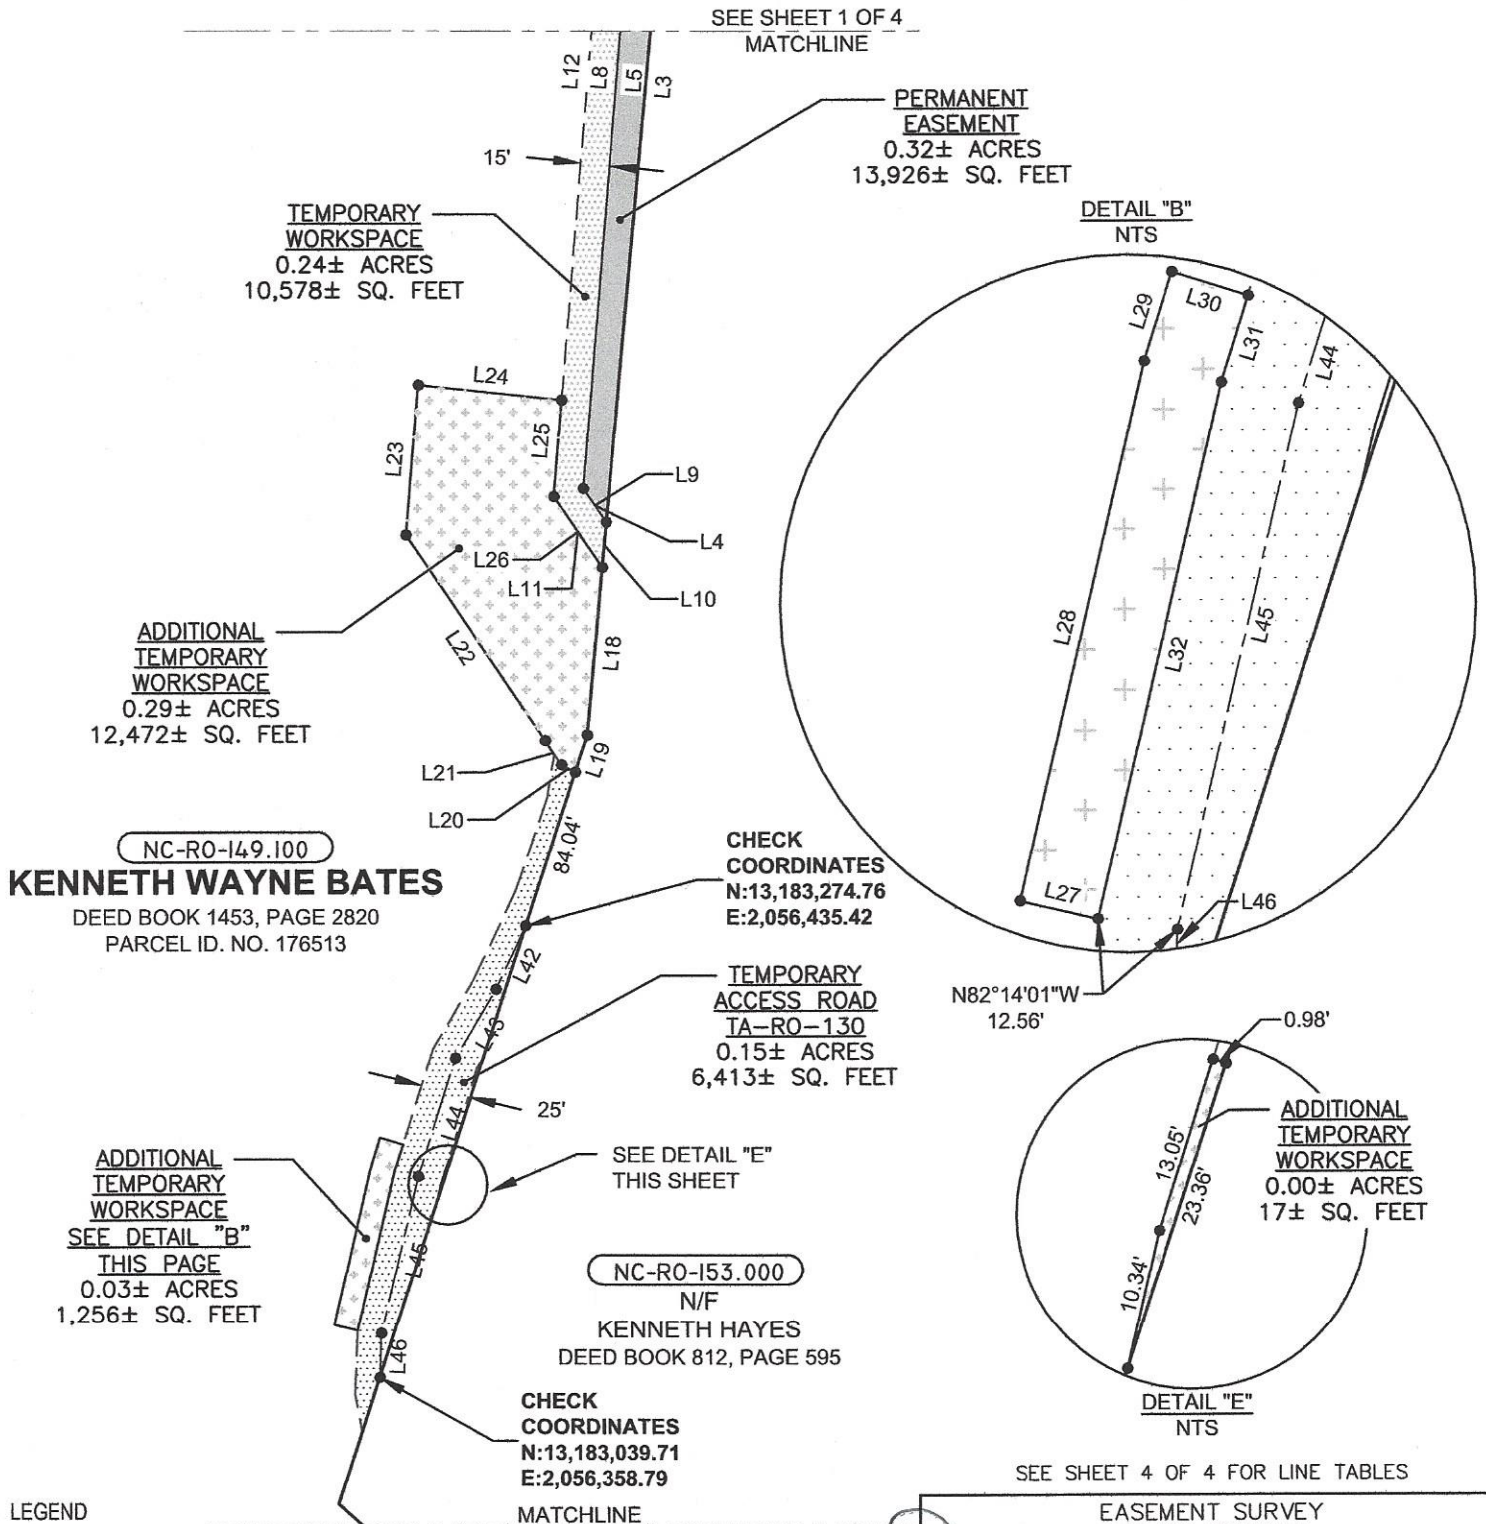 SEE SHEET 1 OF 4
MATCHLINE
L12
L8
L5
L3
15'
PERMANENT
EASEMENT
0.32± ACRES
13,926± SQ. FEET
TEMPORARY
WORKSPACE
0.24± ACRES
10,578± SQ. FEET
DETAIL "B"
NTS
L29
L30
L31
L44
L28
L32
L45
L27
L46
N82°14'01"W
12.56'
L24
L23
L25
L9
L4
L26
L11
L10
L22
L18
ADDITIONAL
TEMPORARY
WORKSPACE
0.29± ACRES
12,472± SQ. FEET
L21
L19
L20
84.04'
NC-RO-149.100
KENNETH WAYNE BATES
DEED BOOK 1453, PAGE 2820
PARCEL ID. NO. 176513
CHECK
COORDINATES
N:13,183,274.76
E:2,056,435.42
L42
L43
TEMPORARY
ACCESS ROAD
TA-RO-130
0.15± ACRES
6,413± SQ. FEET
25'
L44
SEE DETAIL "E"
THIS SHEET
ADDITIONAL
TEMPORARY
WORKSPACE
SEE DETAIL "B"
THIS PAGE
0.03± ACRES
1,256± SQ. FEET
L45
L46
NC-RO-153.000
N/F
KENNETH HAYES
DEED BOOK 812, PAGE 595
CHECK
COORDINATES
N:13,183,039.71
E:2,056,358.79
0.98'
13.05'
23.36'
10.34'
ADDITIONAL
TEMPORARY
WORKSPACE
0.00± ACRES
17± SQ. FEET
DETAIL "E"
NTS
SEE SHEET 4 OF 4 FOR LINE TABLES
LEGEND
MATCHLINE
EASEMENT SURVEY